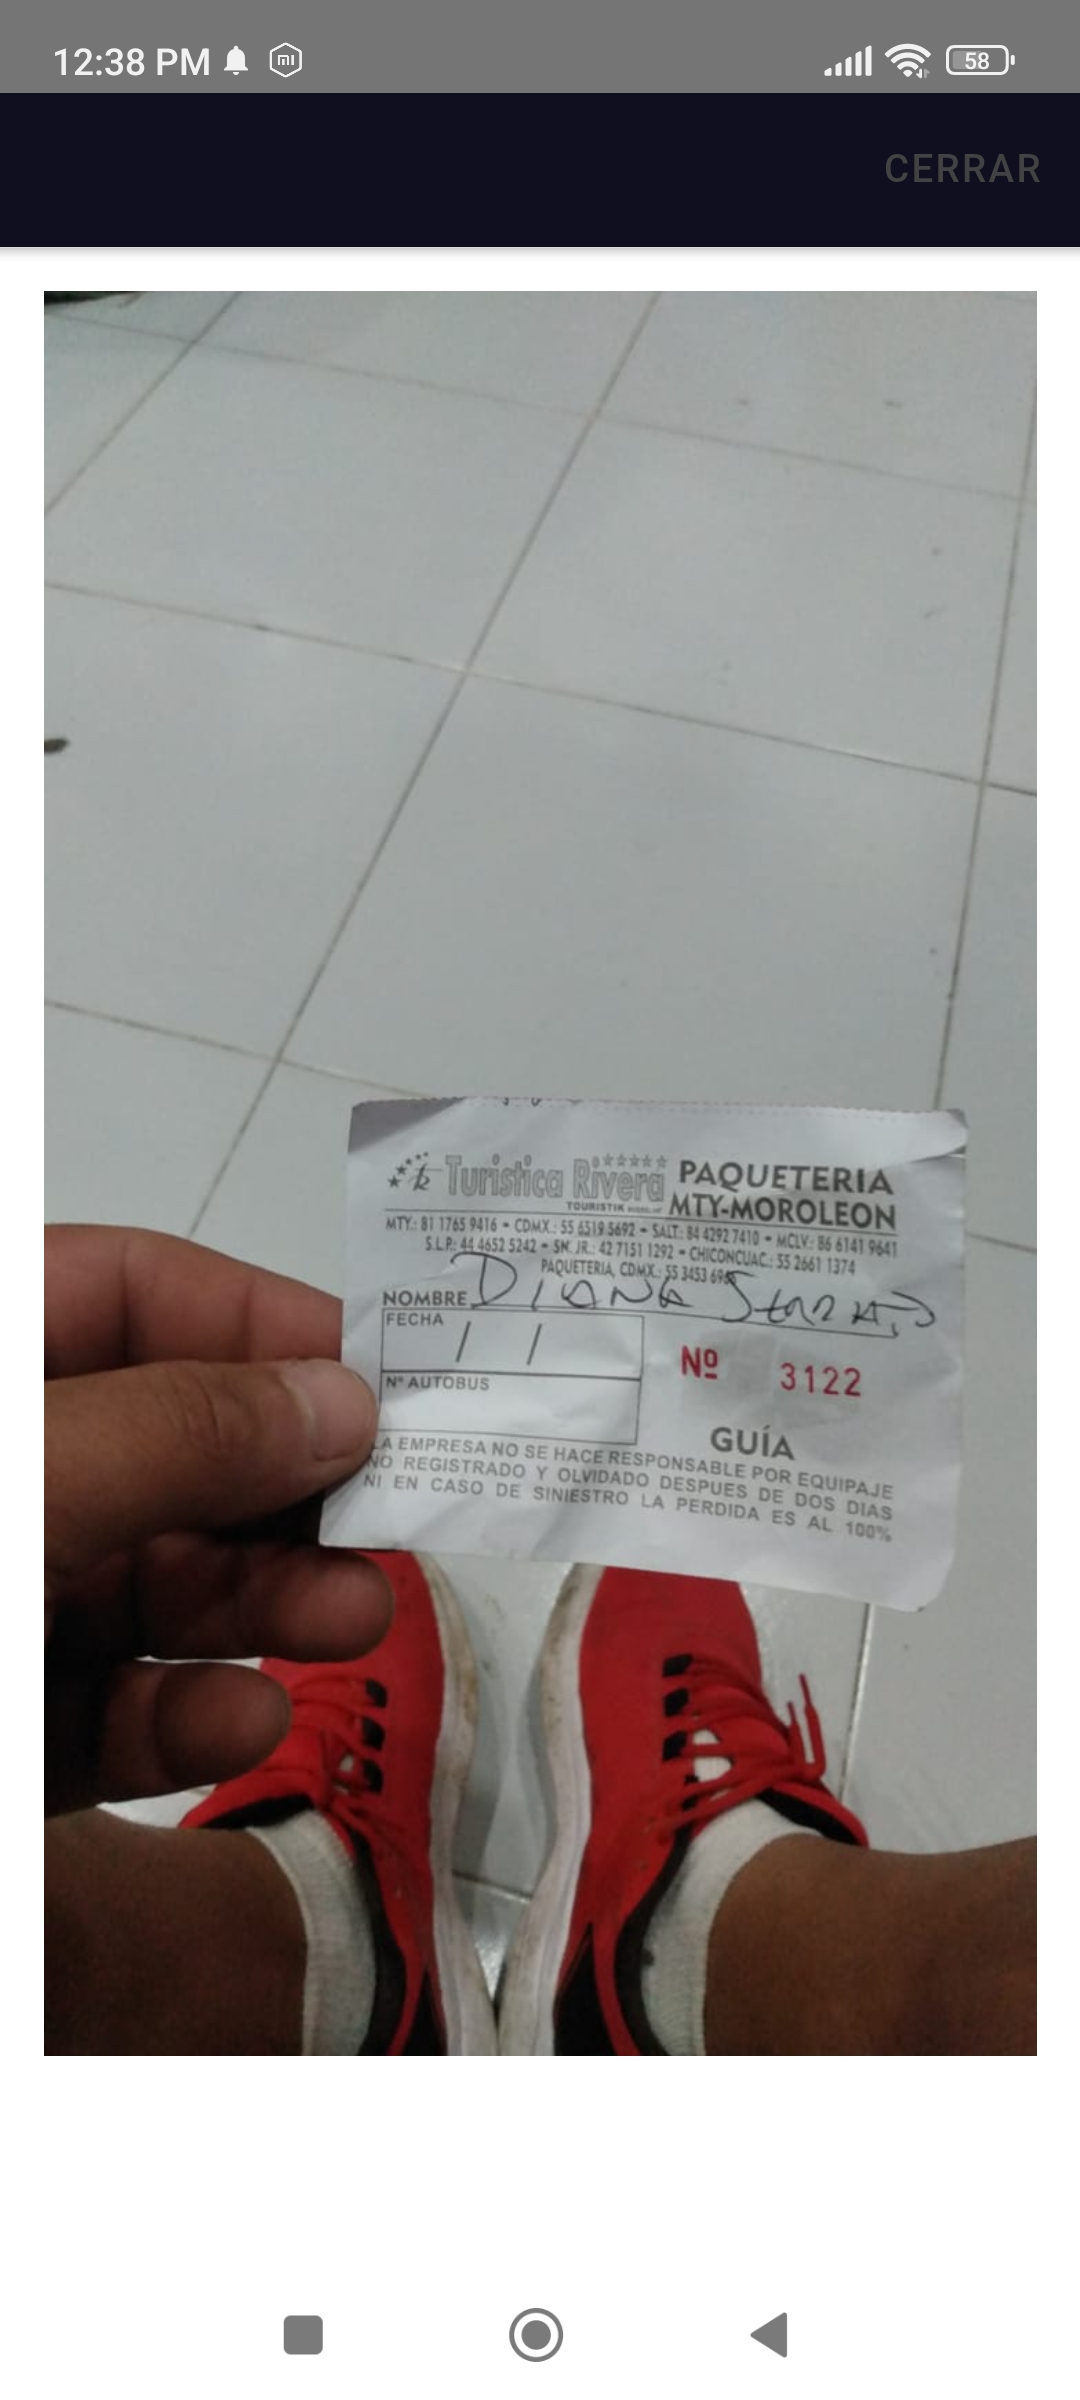 12:38 PM
58
CERRAR
Turistica Rivera PAQUETERIA
TOURISTIK
MTY-MOROLEON
MTY.: 81 1765 9416 - CDMX.: 55 6519 5692 - SALT.: 84 4292 7410 - MCLV.: 86 6141 9641
S.L.P.: 44 4652 5242 - SN. JR.: 42 7151 1292 - CHICONCUAC.: 55 2661 1374
PAQUETERIA, CDMX.: 55 3453
NOMBRE DIANA
FECHA / /
Nº 3122
Nº AUTOBUS
GUÍA
LA EMPRESA NO SE HACE RESPONSABLE POR EQUIPAJE
NO REGISTRADO Y OLVIDADO DESPUES DE DOS DIAS
NI EN CASO DE SINIESTRO LA PERDIDA ES AL 100%